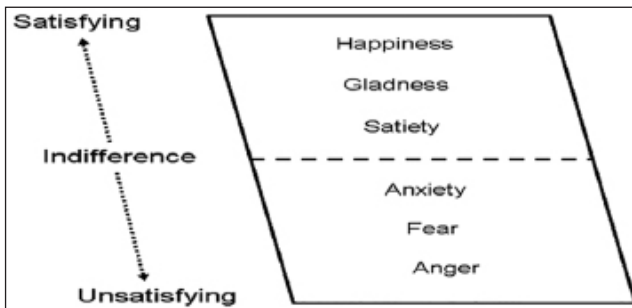 Satisfying
Happiness
Gladness
Satiety
Indifference
Anxiety
Fear
Anger
Unsatisfying